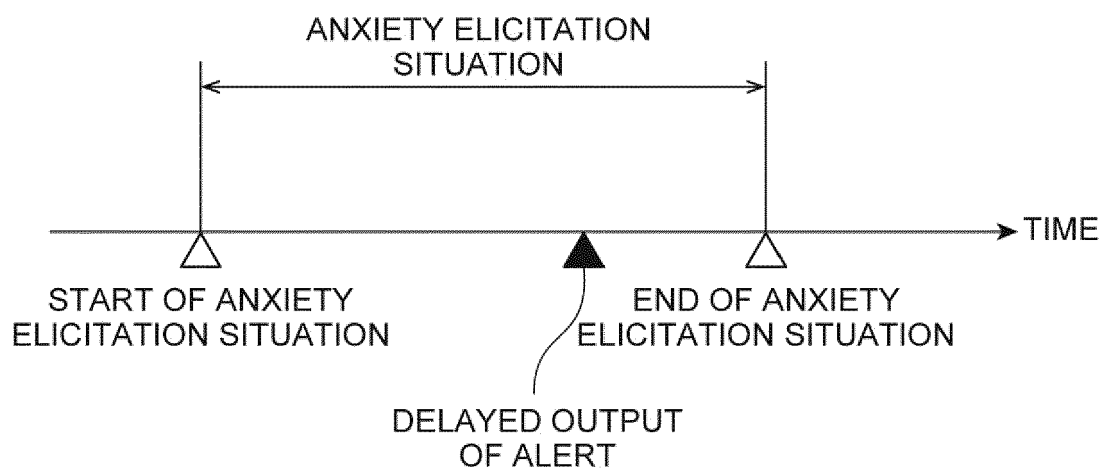 ANXIETY ELICITATION
SITUATION
TIME
START OF ANXIETY
ELICITATION SITUATION
END OF ANXIETY
ELICITATION SITUATION
DELAYED OUTPUT
OF ALERT